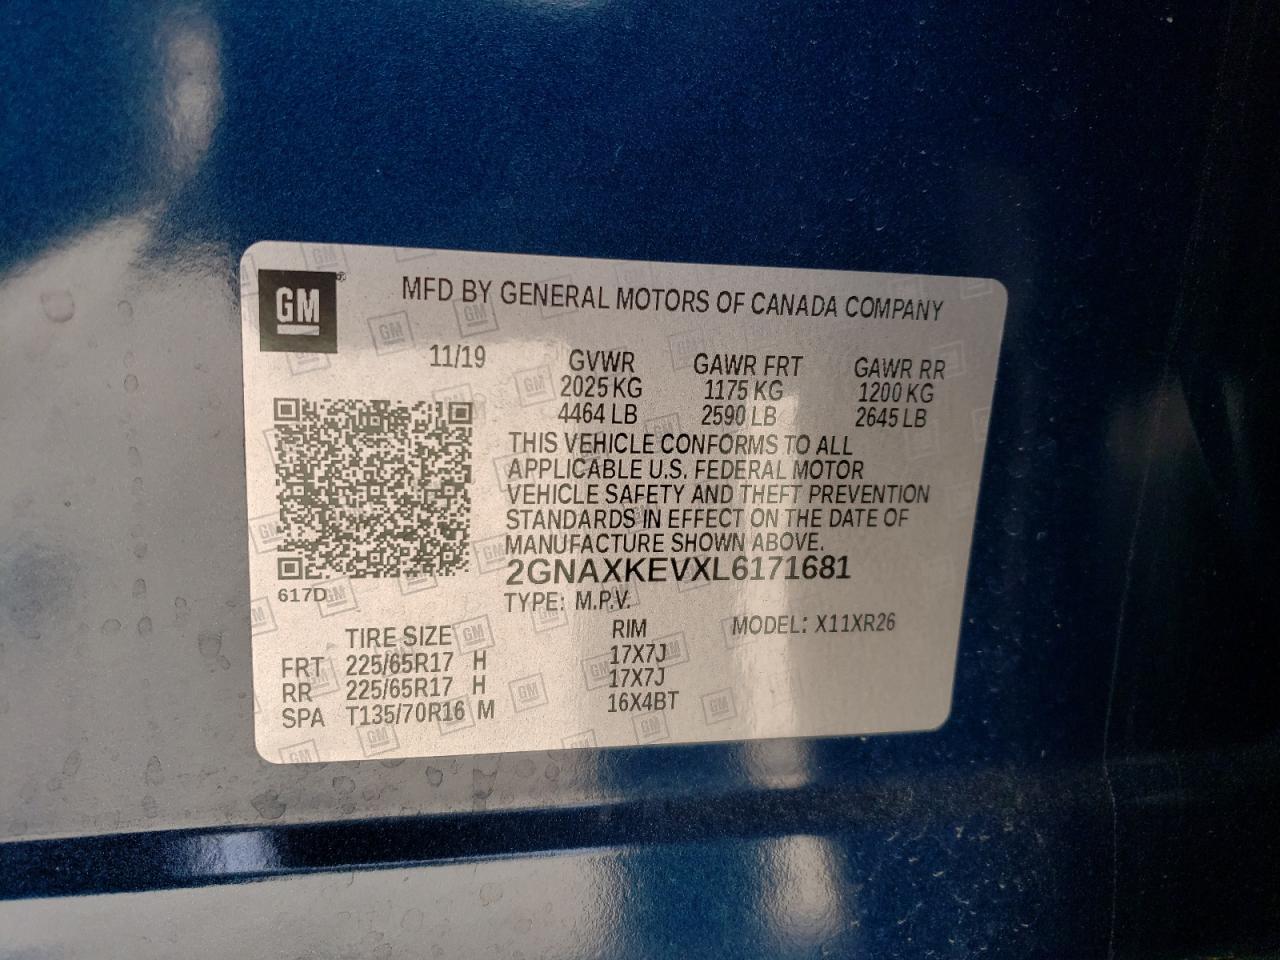 GM®
MFD BY GENERAL MOTORS OF CANADA COMPANY
11/19 GVWR GAWR FRT GAWR RR
2025 KG 1175 KG 1200 KG
4464 LB 2590 LB 2645 LB
THIS VEHICLE CONFORMS TO ALL
APPLICABLE U.S. FEDERAL MOTOR
VEHICLE SAFETY AND THEFT PREVENTION
STANDARDS IN EFFECT ON THE DATE OF
MANUFACTURE SHOWN ABOVE.
2GNAXKEVXL6171681
617D
TYPE: M.P.V.
TIRE SIZE RIM MODEL: X11XR26
FRT 225/65R17 H 17X7J
RR 225/65R17 H 17X7J
SPA T135/70R16 M 16X4BT